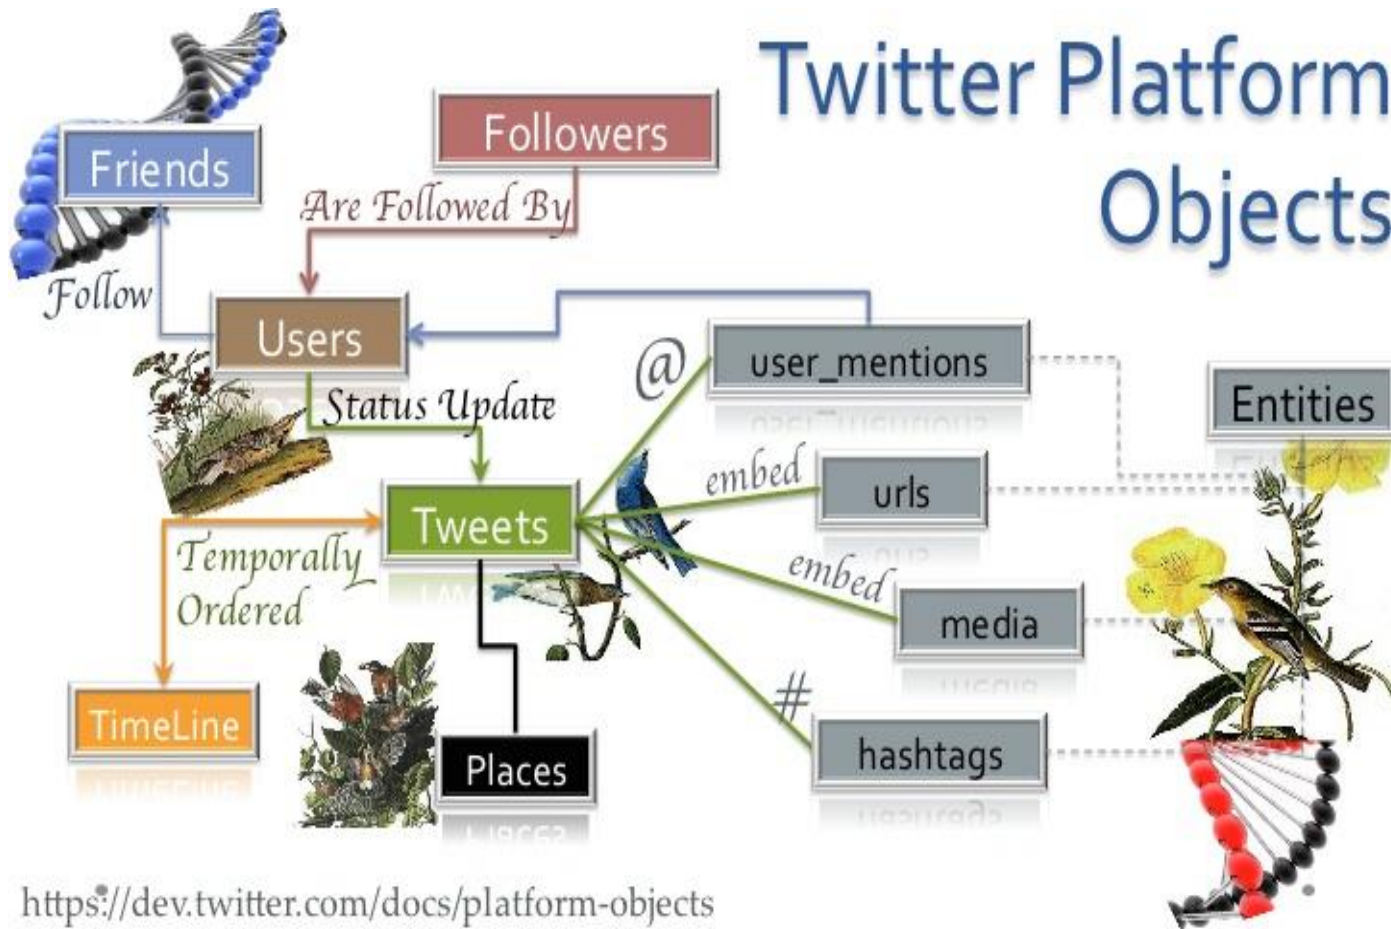 Twitter Platform
Objects
Followers
Friends
Are Followed By
Follow
Users
@
user_mentions
Entities
Status Update
embed
urls
Tweets
Temporally
Ordered
embed
media
#
TimeLine
hashtags
Places
https://dev.twitter.com/docs/platform-objects